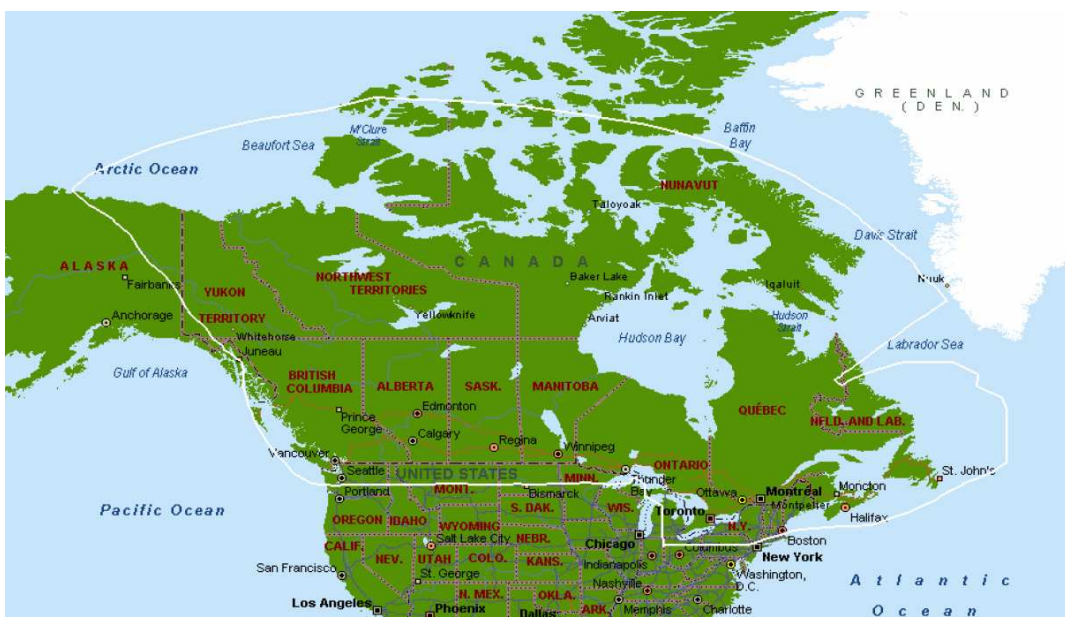 GREENLAND
(DEN.)
Baffin
Bay
McClure
Strait
Beaufort Sea
Arctic Ocean
NUNAVUT
Taloyoak
Davis Strait
ALASKA
CANADA
Fairbanks
NORTHWEST
TERRITORIES
Baker Lake
Iqaluit
Nuuk
YUKON
TERRITORY
Rankin Inlet
Anchorage
Yellowknife
Arviat
Hudson
Strait
Whitehorse
Juneau
Hudson Bay
Labrador Sea
Gulf of Alaska
BRITISH
COLUMBIA
ALBERTA
SASK.
MANITOBA
QUÉBEC
Prince
George
Edmonton
NFLD. AND LAB.
Calgary
Regina
Winnipeg
Vancouver
ONTARIO
Seattle
UNITED STATES
MINN.
Thunder
Bay
St. John's
Portland
MONT.
Bismarck
Ottawa
Montréal
Moncton
Montpelier
Pacific Ocean
S. DAK.
WIS.
Toronto
Halifax
OREGON
IDAHO
WYOMING
N.Y.
Boston
CALIF.
Salt Lake City
NEBR.
Chicago
Columbus
New York
NEV.
UTAH
COLO.
KANS.
Indianapolis
San Francisco
St. George
Nashville
Washington,
D.C.
Atlantic
Ocean
N. MEX.
OKLA.
Los Angeles
Phoenix
Dallas
ARK.
Memphis
Charlotte